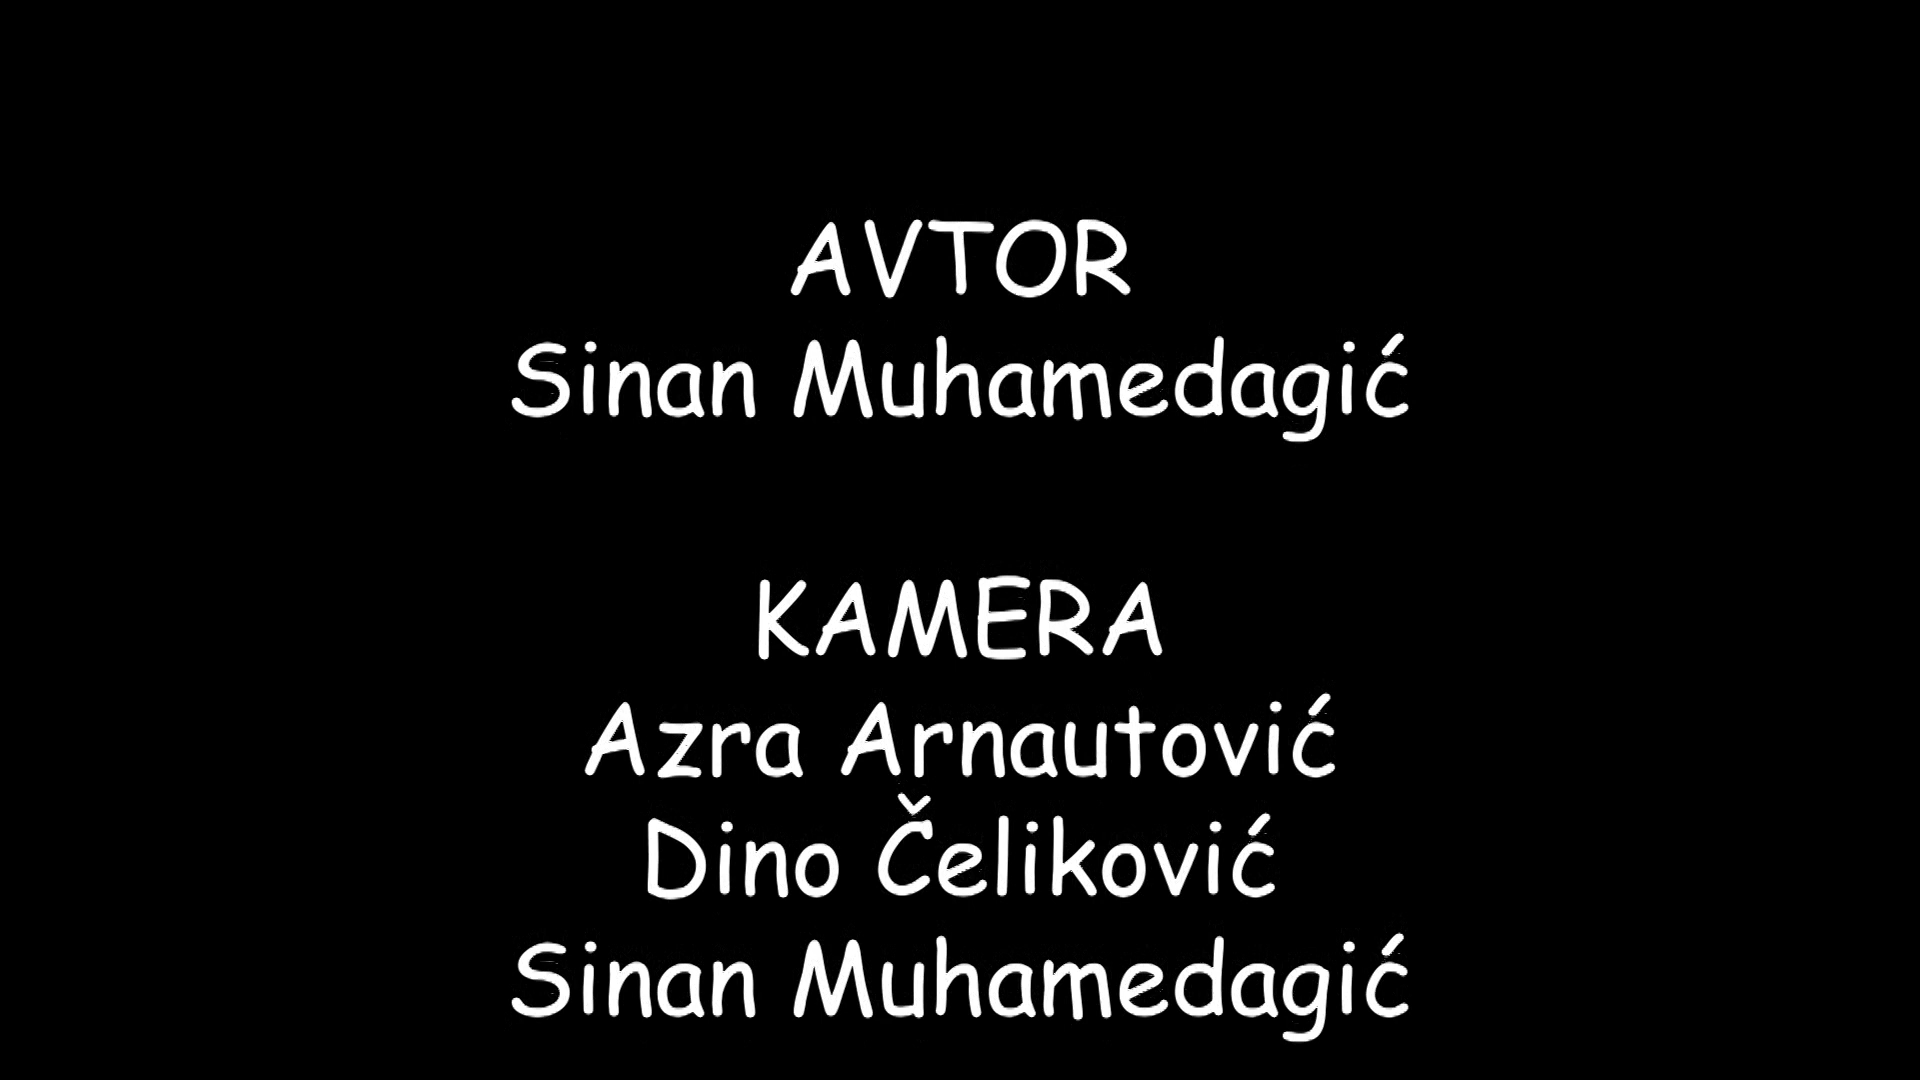 AVTOR
Sinan Muhamedagić
KAMERA
Azra Arnautović
Dino Čeliković
Sinan Muhamedagić